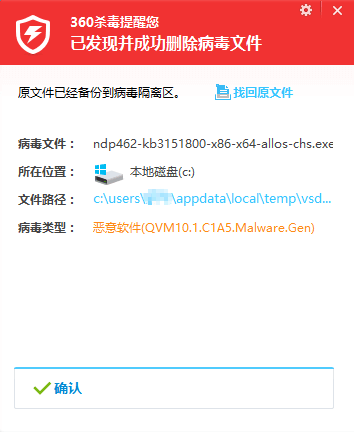 360杀毒提醒您
已发现并成功删除病毒文件
原文件已经备份到病毒隔离区。 找回原文件
病毒文件： ndp462-kb3151800-x86-x64-allos-chs.exe
所在位置： 本地磁盘(c:)
文件路径： c:\users\ \appdata\local\temp\vsd...
病毒类型： 恶意软件(QVM10.1.C1A5.Malware.Gen)
确认